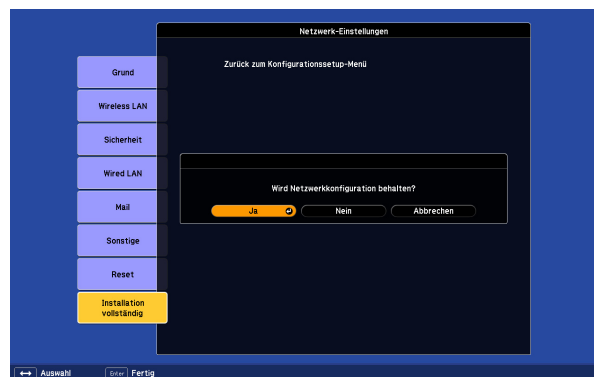 Netzwerk-Einstellungen
Zurück zum Konfigurationssetup-Menü
Grund
Wireless LAN
Sicherheit
Wired LAN
Mail
Sonstige
Reset
Installation
vollständig
Wird Netzwerkkonfiguration behalten?
Ja Nein Abbrechen
Auswahl Enter Fertig